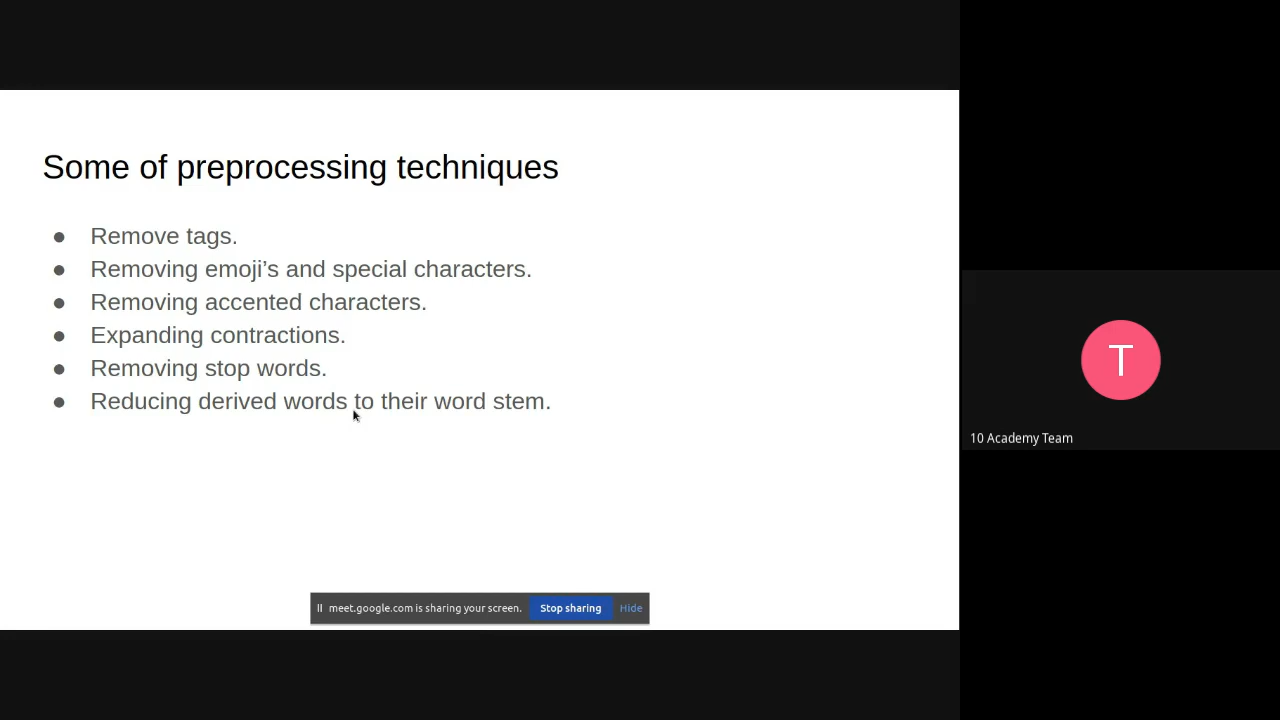 Some of preprocessing techniques
● Remove tags.
● Removing emoji’s and special characters.
● Removing accented characters.
● Expanding contractions.
● Removing stop words.
● Reducing derived words to their word stem.
T
10 Academy Team
meet.google.com is sharing your screen. Stop sharing Hide